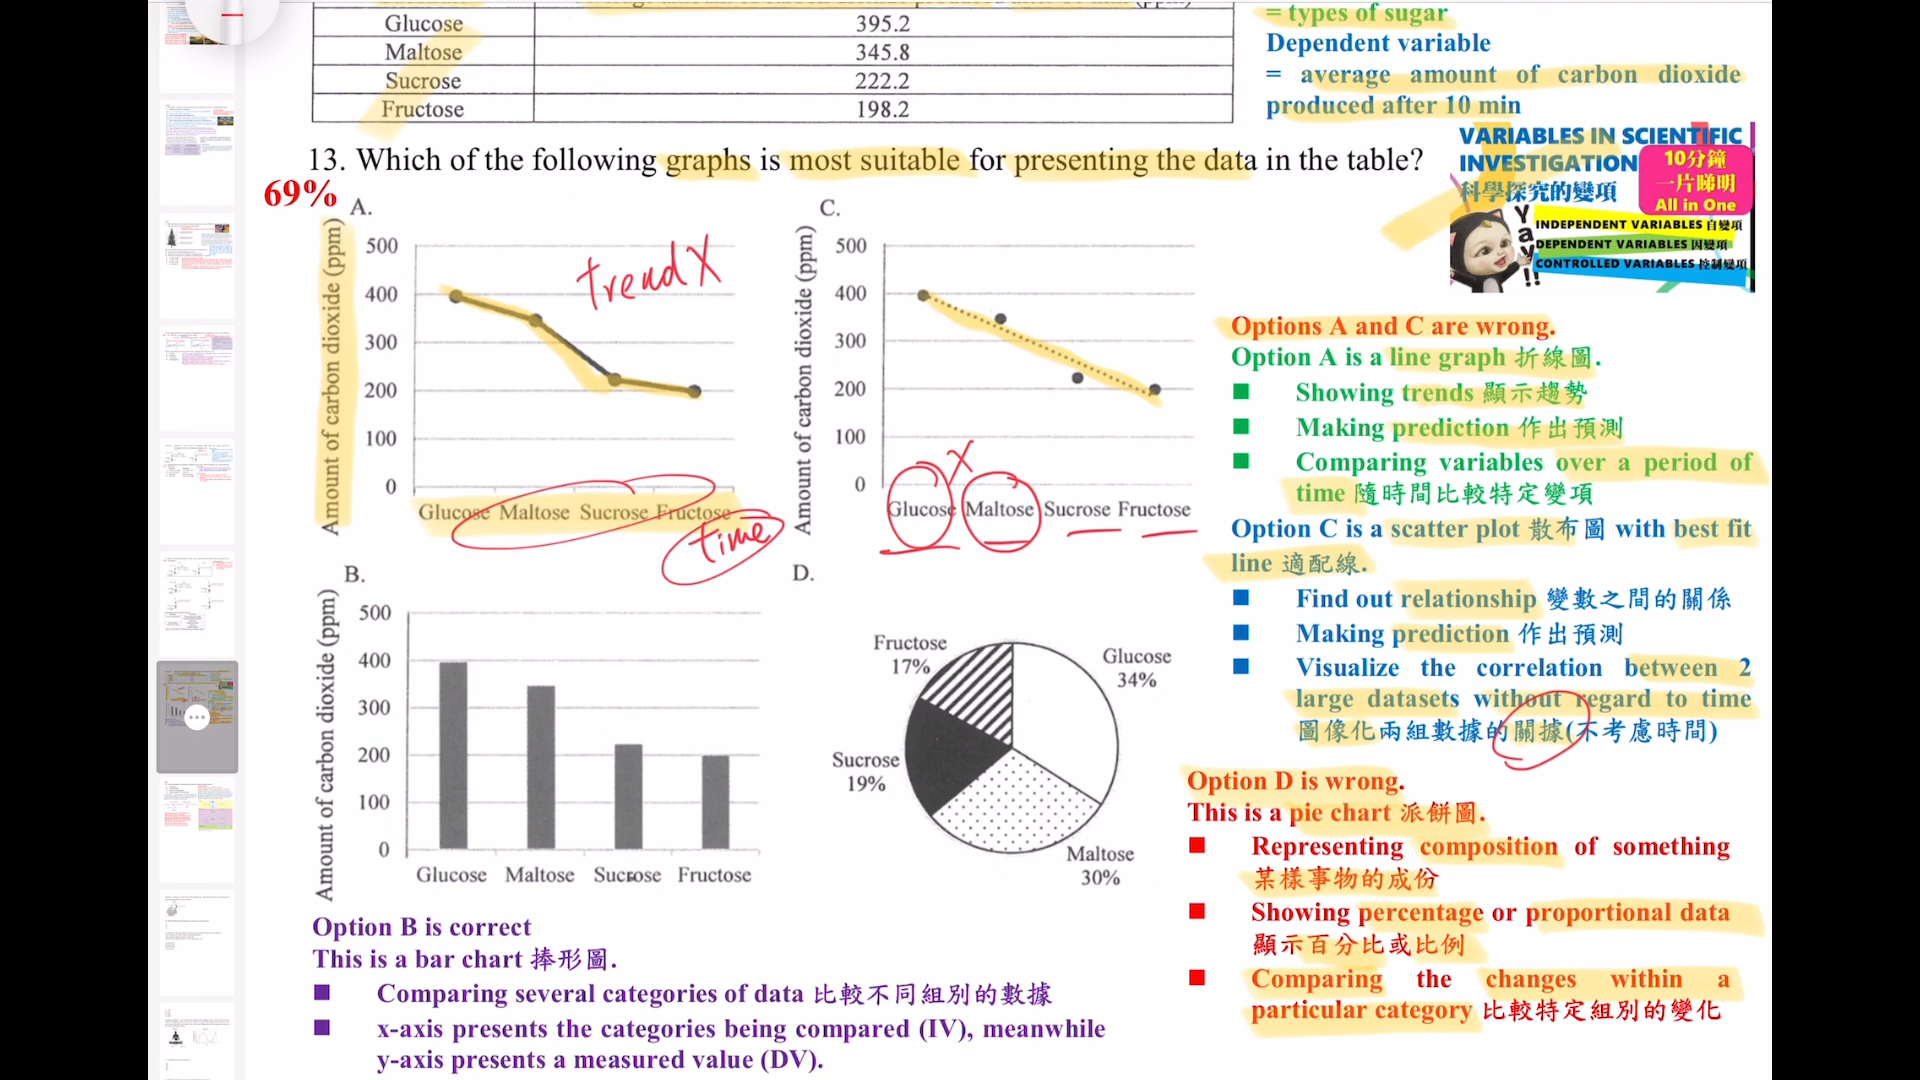 Glucose 395.2
Maltose 345.8
Sucrose 222.2
Fructose 198.2
= types of sugar
Dependent variable
= average amount of carbon dioxide
produced after 10 min
VARIABLES IN SCIENTIFIC
INVESTIGATION
科學探究的變項
10分鐘
一片睇明
All in One
Yay!!
INDEPENDENT VARIABLES 自變項
DEPENDENT VARIABLES 因變項
CONTROLLED VARIABLES 控制變項
13. Which of the following graphs is most suitable for presenting the data in the table?
69%
A.
Amount of carbon dioxide (ppm)
500
400
300
200
100
0
Glucose Maltose Sucrose Fructose
trend X
time
C.
Amount of carbon dioxide (ppm)
500
400
300
200
100
0
X
Glucose Maltose Sucrose Fructose
B.
Amount of carbon dioxide (ppm)
500
400
300
200
100
0
Glucose Maltose Sucrose Fructose
D.
Fructose
17%
Glucose
34%
Sucrose
19%
Maltose
30%
Option B is correct
This is a bar chart 捧形圖.
Comparing several categories of data 比較不同組別的數據
x-axis presents the categories being compared (IV), meanwhile
y-axis presents a measured value (DV).
Options A and C are wrong.
Option A is a line graph 折線圖.
Showing trends 顯示趨勢
Making prediction 作出預測
Comparing variables over a period of
time 隨時間比較特定變項
Option C is a scatter plot 散布圖 with best fit
line 適配線.
Find out relationship 變數之間的關係
Making prediction 作出預測
Visualize the correlation between 2
large datasets without regard to time
圖像化兩組數據的關據(不考慮時間)
Option D is wrong.
This is a pie chart 派餅圖.
Representing composition of something
某樣事物的成份
Showing percentage or proportional data
顯示百分比或比例
Comparing the changes within a
particular category 比較特定組別的變化